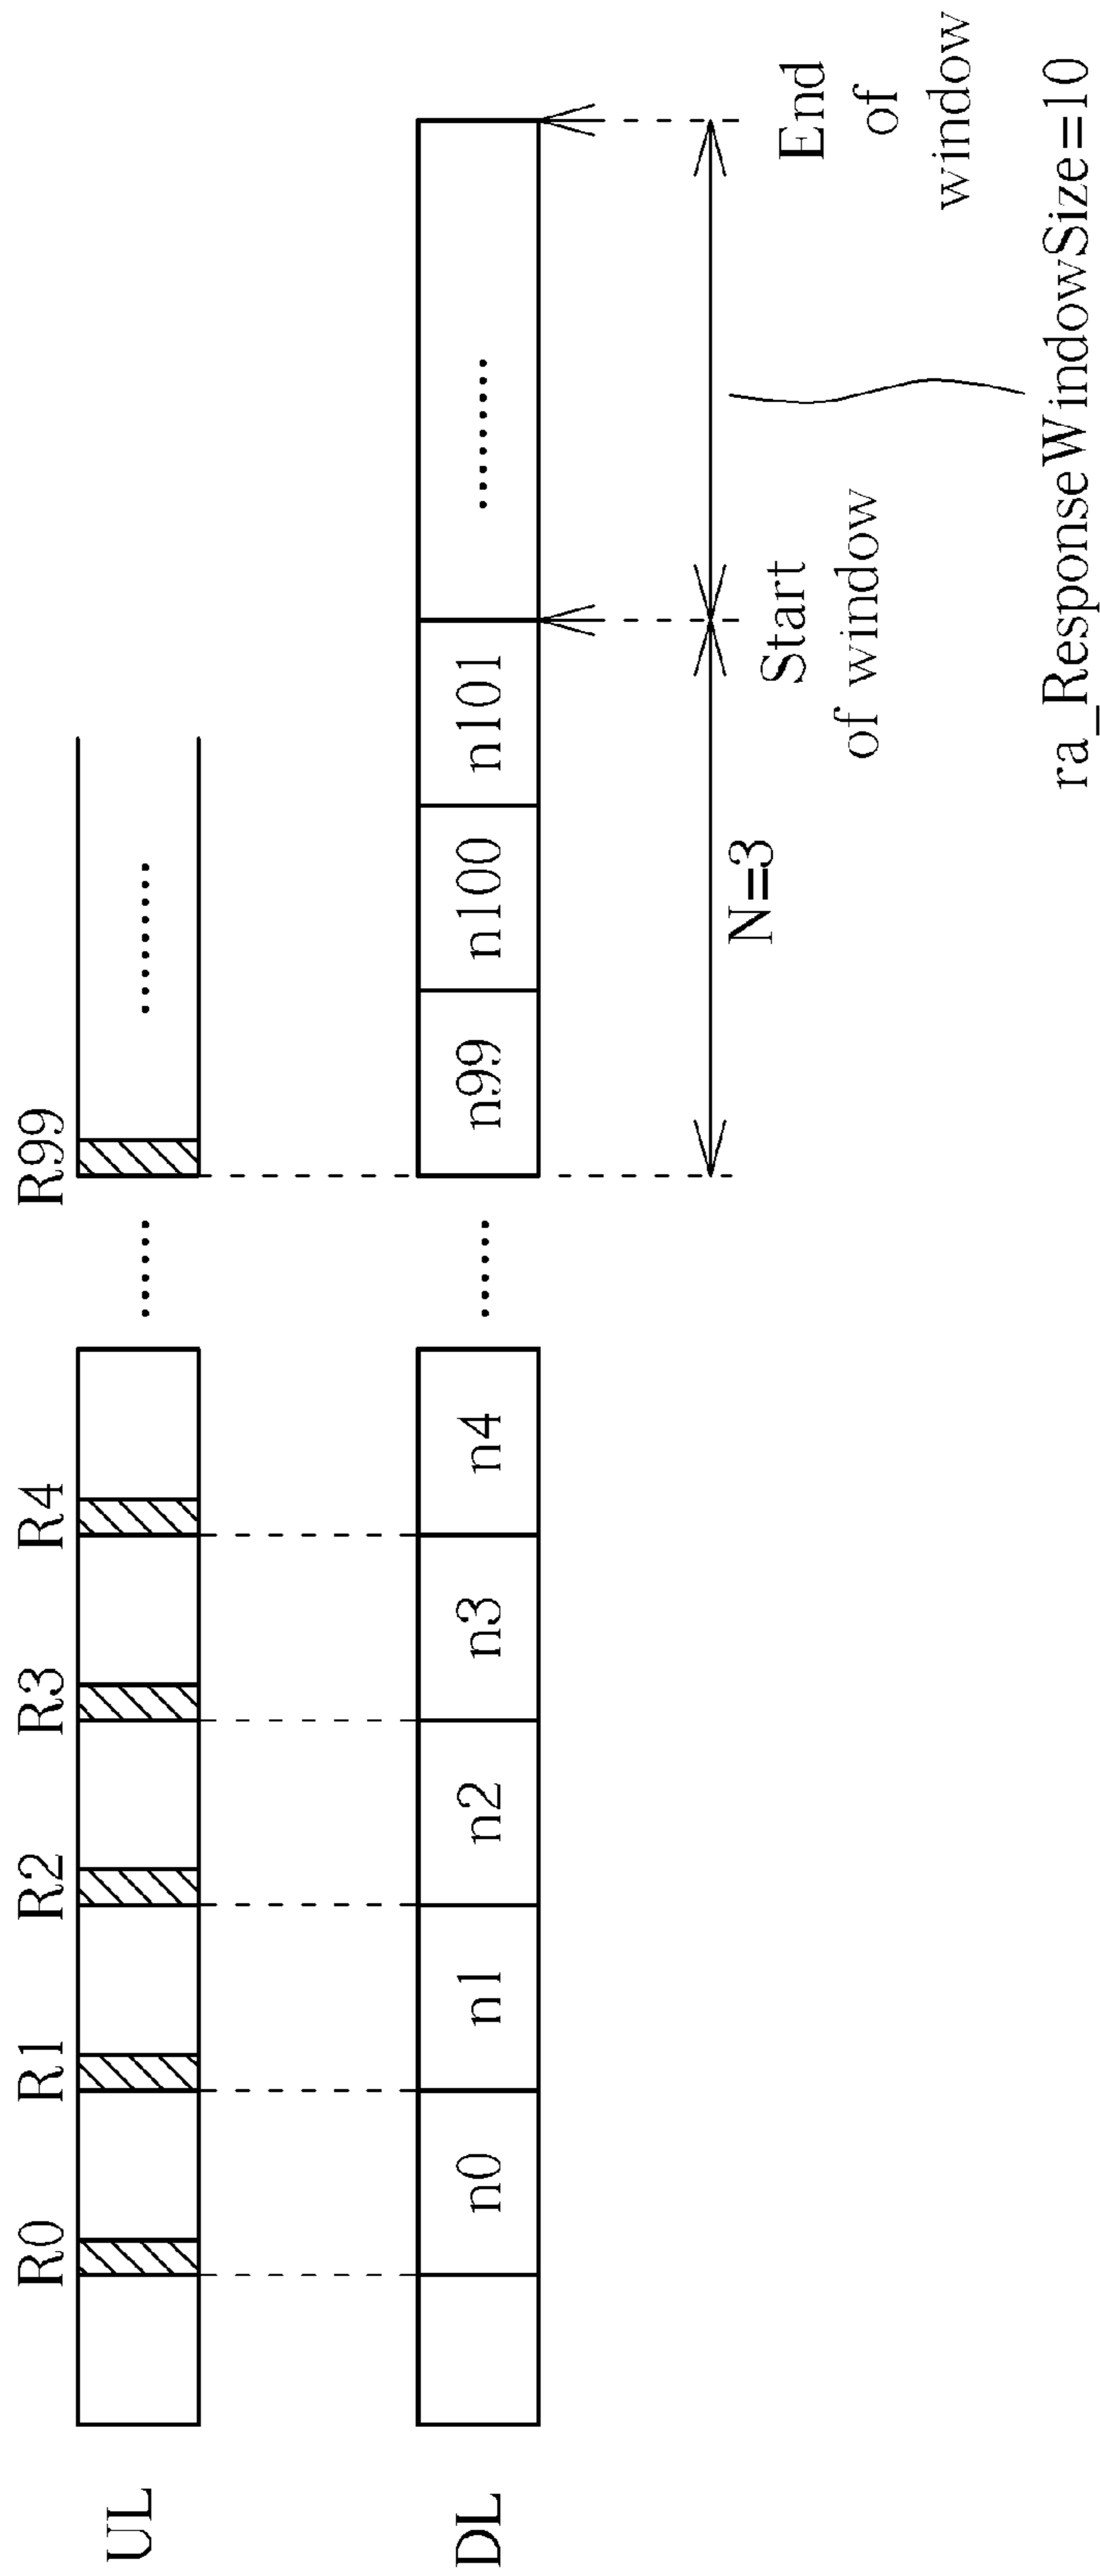 R0 R1 R2 R3 R4 R99
UL ...... .........
DL n0 n1 n2 n3 n4 ...... n99 n100 n101 .........
N=3
Start
of window
End
of
window
ra_ResponseWindowSize=10